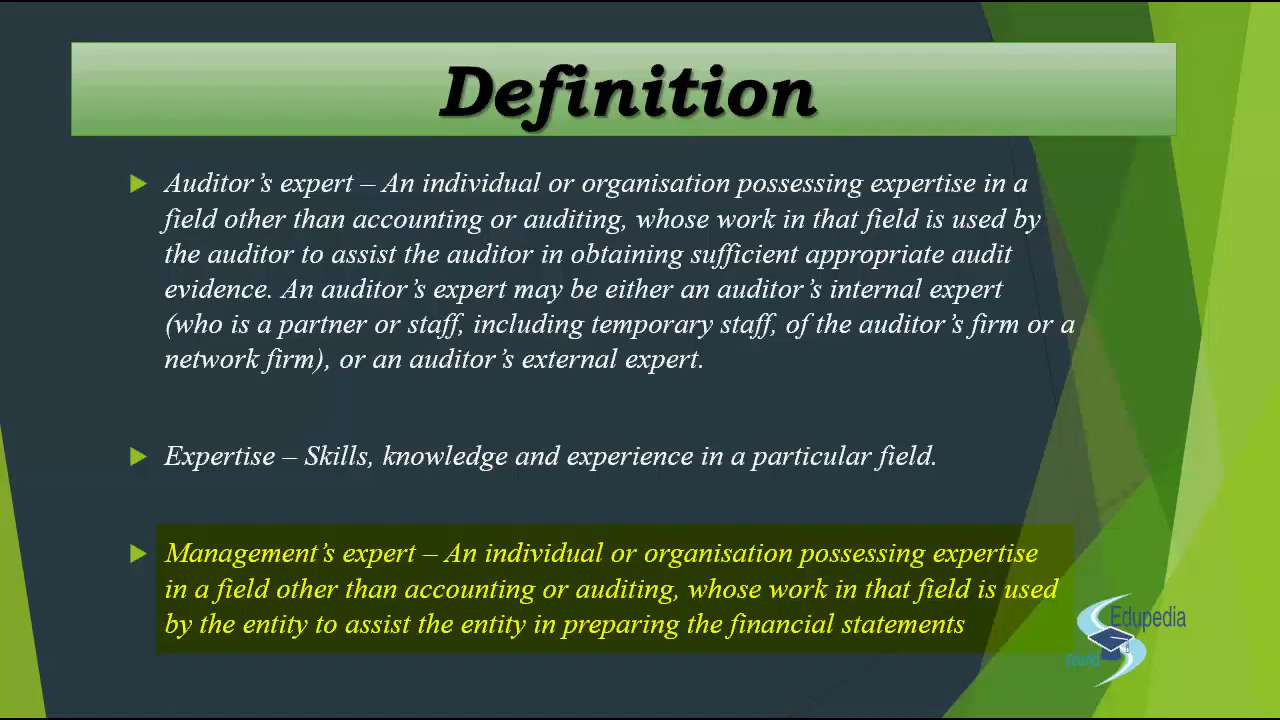 Definition
Auditor’s expert – An individual or organisation possessing expertise in a
field other than accounting or auditing, whose work in that field is used by
the auditor to assist the auditor in obtaining sufficient appropriate audit
evidence. An auditor’s expert may be either an auditor’s internal expert
(who is a partner or staff, including temporary staff, of the auditor’s firm or a
network firm), or an auditor’s external expert.
Expertise – Skills, knowledge and experience in a particular field.
Management’s expert – An individual or organisation possessing expertise
in a field other than accounting or auditing, whose work in that field is used
by the entity to assist the entity in preparing the financial statements
Edupedia
World